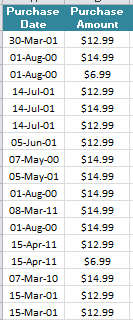 Purchase Purchase
Date Amount
30-Mar-01 $12.99
01-Aug-00 $14.99
01-Aug-00 $6.99
14-Jul-01 $12.99
14-Jul-01 $12.99
14-Jul-01 $12.99
05-Jun-01 $12.99
07-May-00 $14.99
05-May-01 $14.99
01-Aug-00 $14.99
08-Mar-11 $14.99
01-Aug-00 $14.99
15-Apr-11 $12.99
15-Apr-11 $6.99
07-Mar-10 $14.99
15-Mar-01 $12.99
15-Mar-01 $12.99